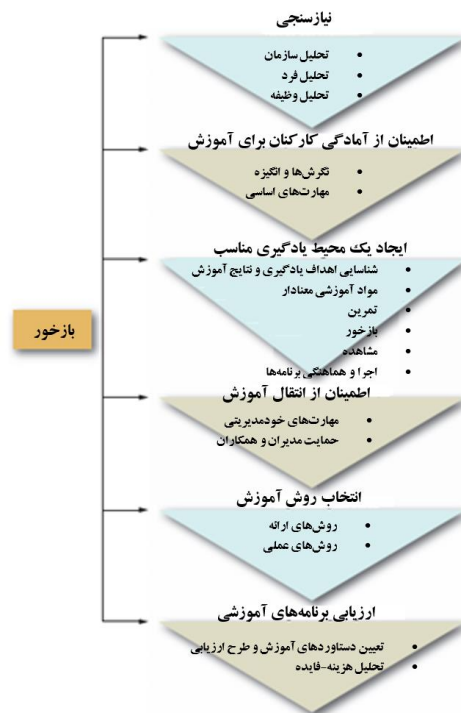 نیازسنجی
• تحلیل سازمان
• تحلیل فرد
• تحلیل وظیفه
اطمینان از آمادگی کارکنان برای آموزش
• نگرش‌ها و انگیزه
• مهارت‌های اساسی
ایجاد یک محیط یادگیری مناسب
• شناسایی اهداف یادگیری و نتایج آموزش
• مواد آموزشی معنادار
• تمرین
• بازخور
• مشاهده
• اجرا و هماهنگی برنامه‌ها
بازخور
اطمینان از انتقال آموزش
• مهارت‌های خودمدیریتی
• حمایت مدیران و همکاران
انتخاب روش آموزش
• روش‌های ارائه
• روش‌های عملی
ارزیابی برنامه‌های آموزشی
• تعیین دستاوردهای آموزش و طرح ارزیابی
• تحلیل هزینه-فایده